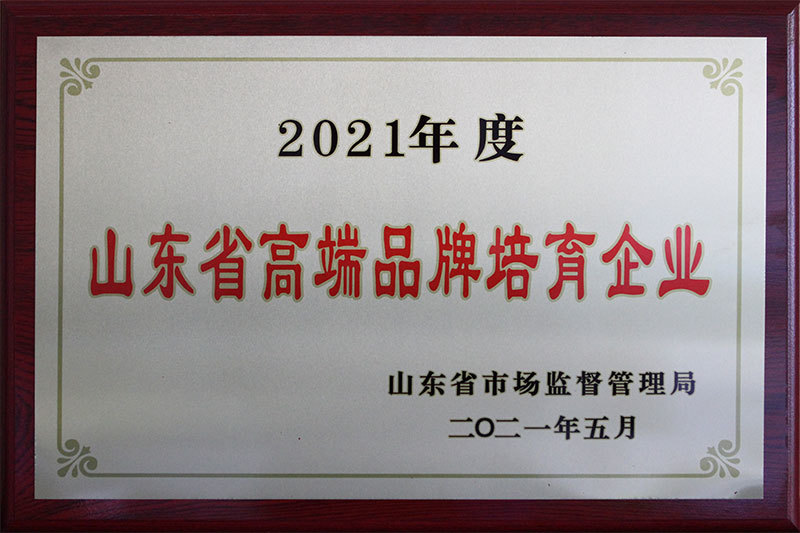 2021年度
山东省高端品牌培育企业
山东省市场监督管理局
二〇二一年五月